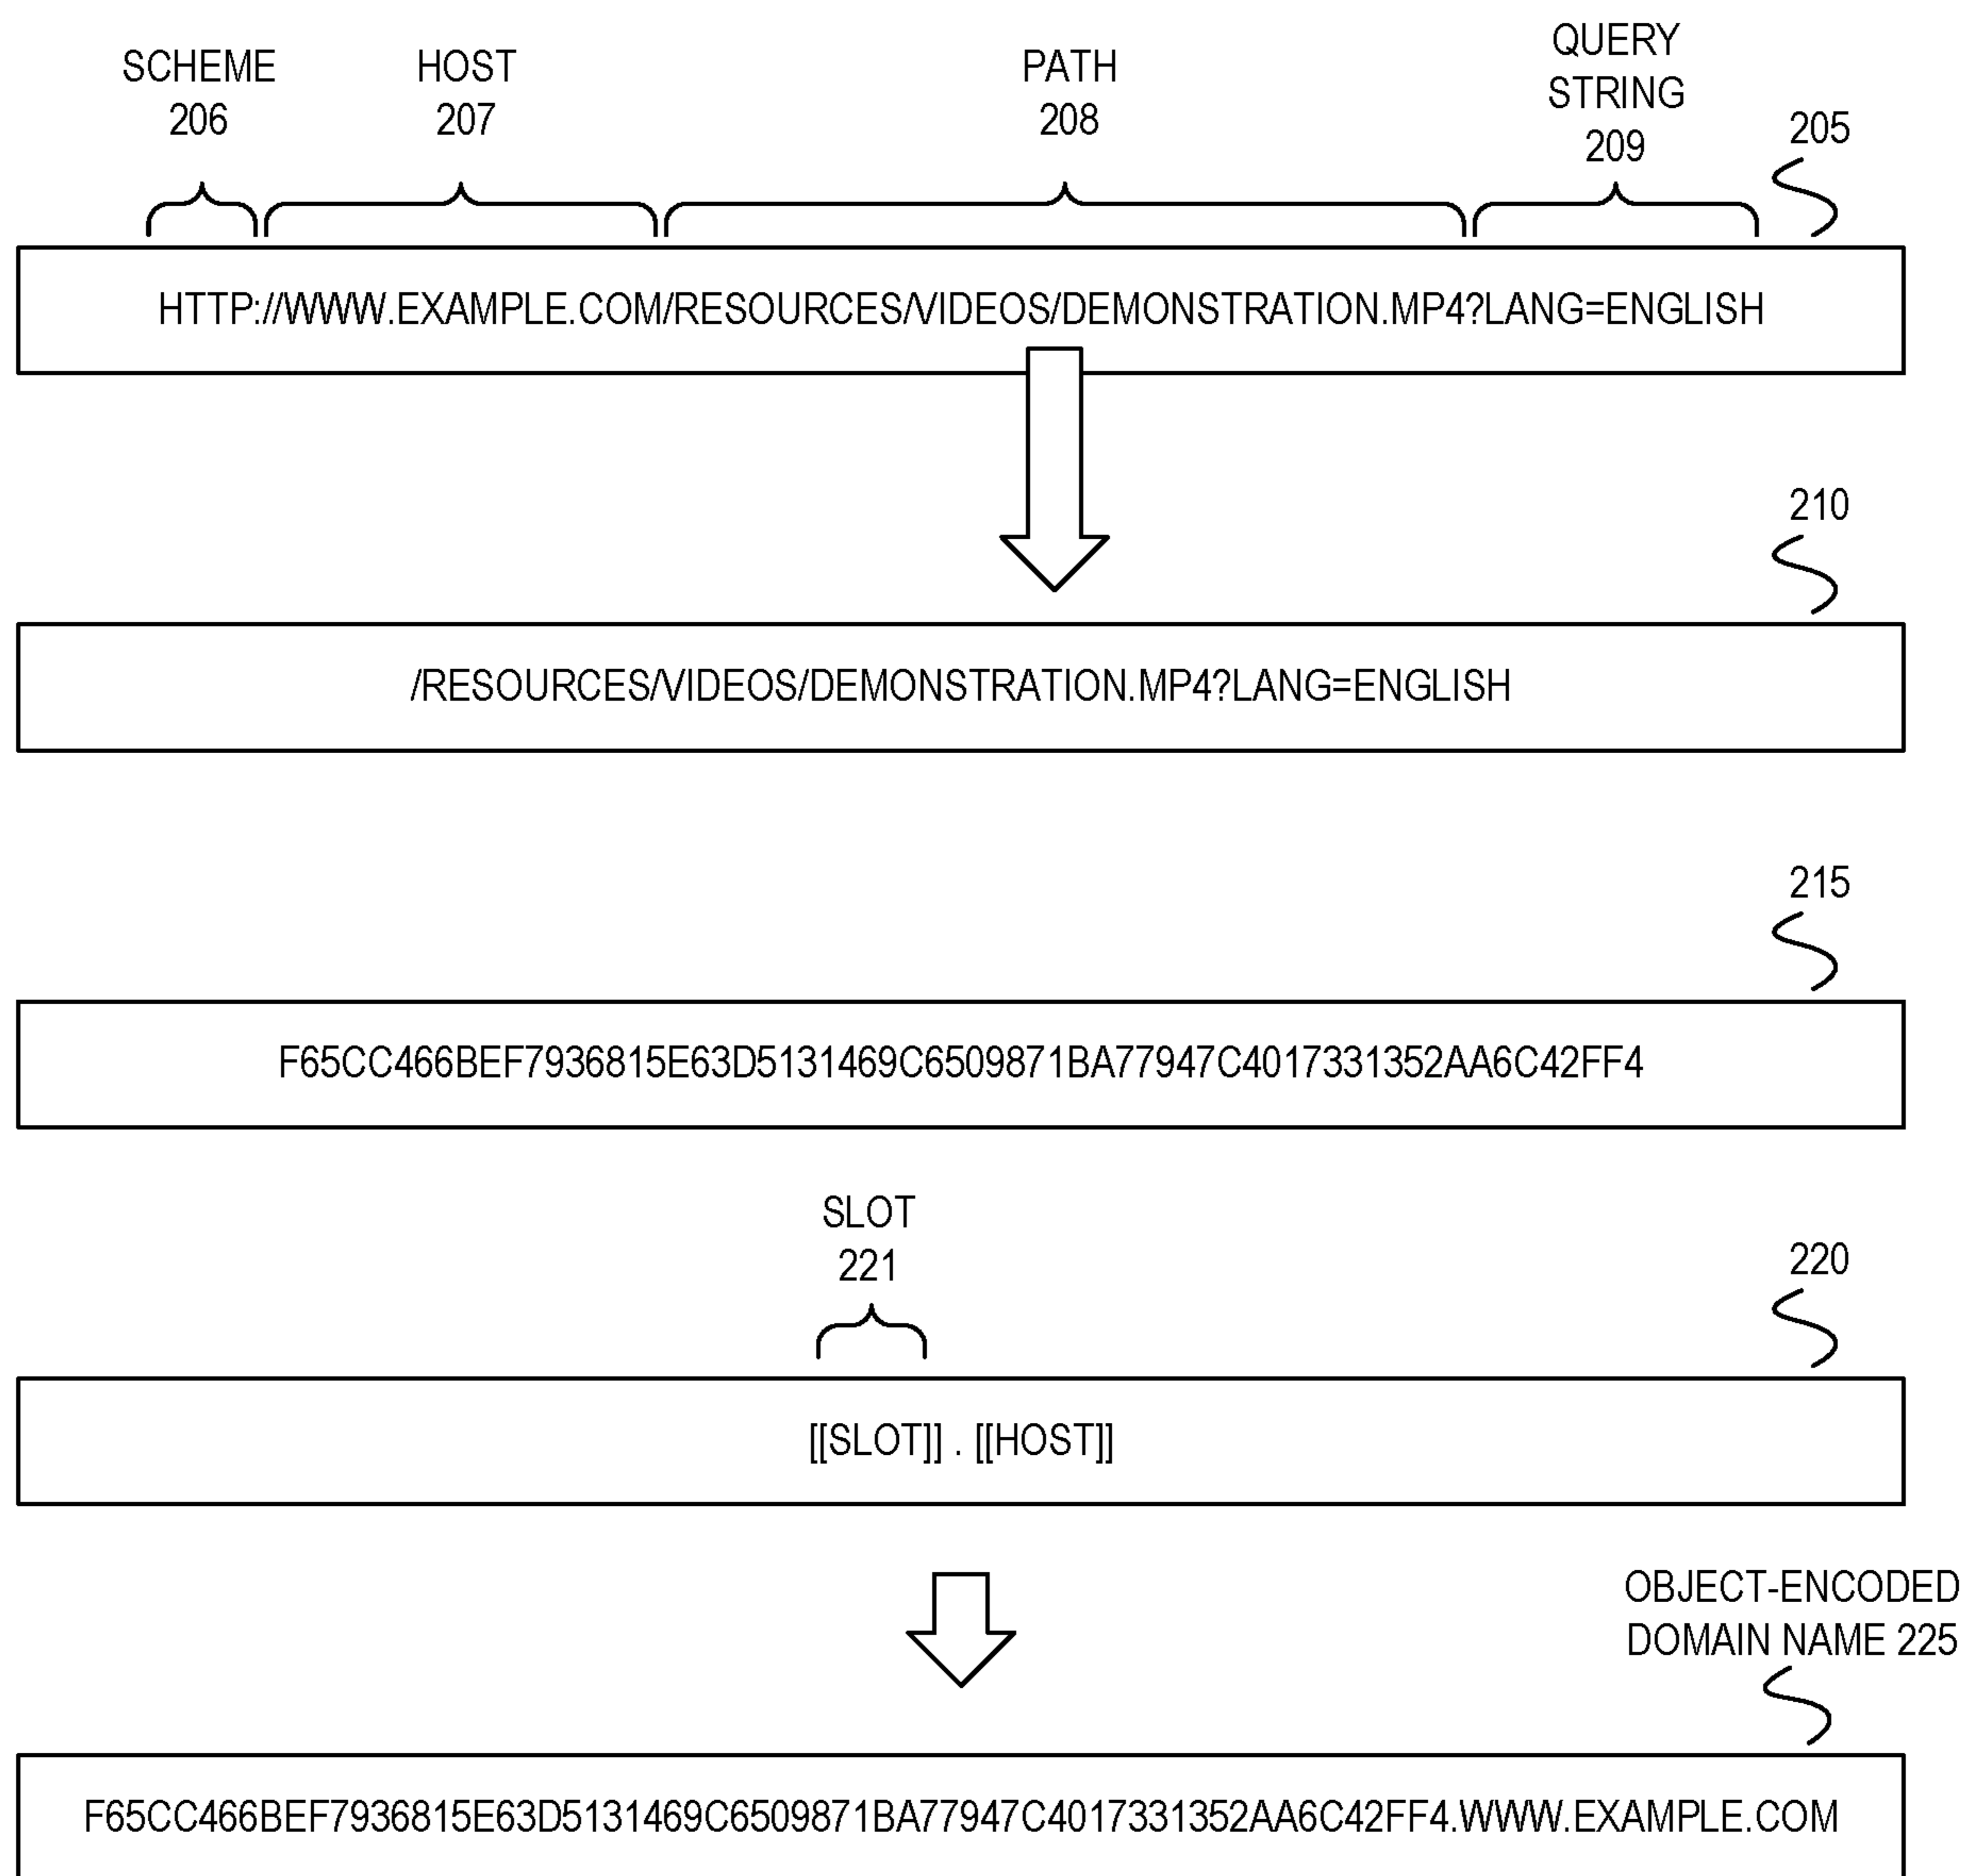 SCHEME
206
HOST
207
PATH
208
QUERY
STRING
209
205
HTTP://WWW.EXAMPLE.COM/RESOURCES/VIDEOS/DEMONSTRATION.MP4?LANG=ENGLISH
210
/RESOURCES/VIDEOS/DEMONSTRATION.MP4?LANG=ENGLISH
215
F65CC466BEF7936815E63D5131469C6509871BA77947C4017331352AA6C42FF4
SLOT
221
220
[[SLOT]] . [[HOST]]
OBJECT-ENCODED
DOMAIN NAME 225
F65CC466BEF7936815E63D5131469C6509871BA77947C4017331352AA6C42FF4.WWW.EXAMPLE.COM